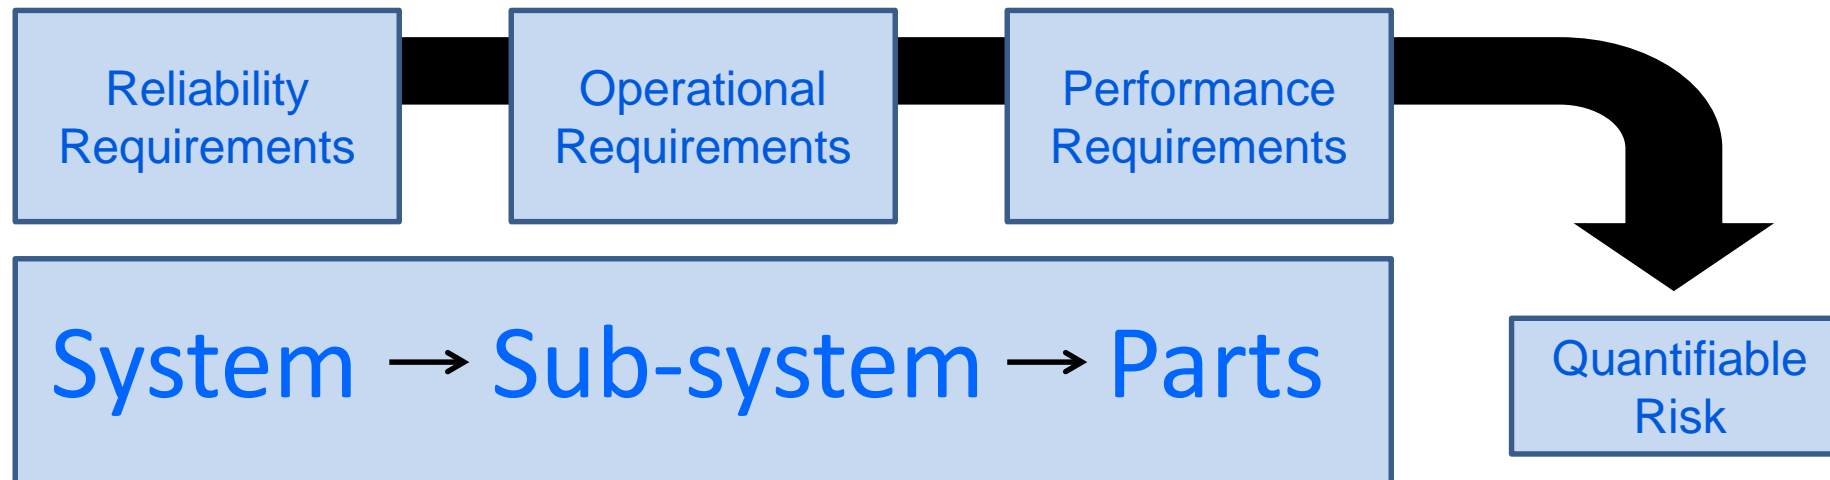 Reliability
Requirements
Operational
Requirements
Performance
Requirements
System → Sub-system → Parts
Quantifiable
Risk